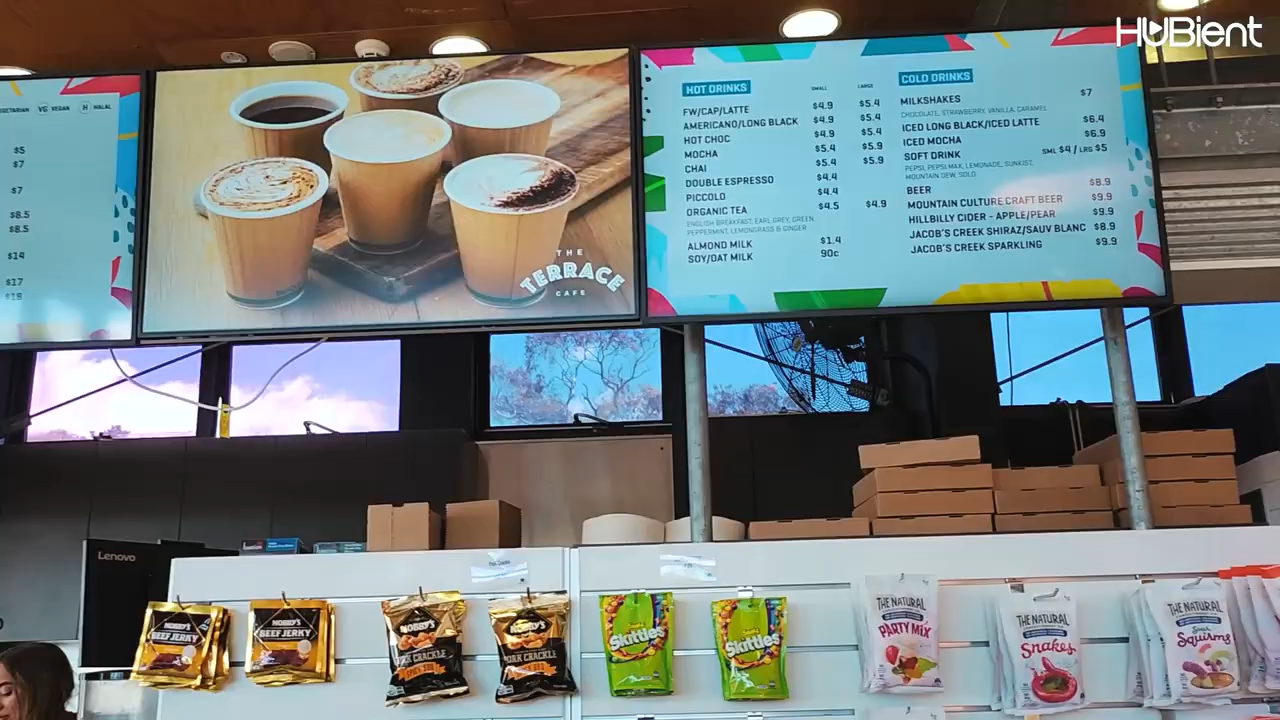 HUBient
VEGETARIAN VG VEGAN H HALAL
$5
$7
$7
$8.5
$8.5
$14
$17
$18
THE
TERRACE
CAFE
HOT DRINKS SMALL LARGE
FW/CAP/LATTE $4.9 $5.4
AMERICANO/LONG BLACK $4.9 $5.4
HOT CHOC $4.9 $5.4
MOCHA $5.4 $5.9
CHAI $5.4 $5.9
DOUBLE ESPRESSO $4.4
PICCOLO $4.4
ORGANIC TEA $4.5 $4.9
ENGLISH BREAKFAST, EARL GREY, GREEN,
PEPPERMINT, LEMONGRASS & GINGER
ALMOND MILK $1.4
SOY/OAT MILK 90c
COLD DRINKS
MILKSHAKES $7
CHOCOLATE, STRAWBERRY, VANILLA, CARAMEL
ICED LONG BLACK/ICED LATTE $6.4
ICED MOCHA $6.9
SOFT DRINK SML $4 / LRG $5
PEPSI, PEPSI MAX, LEMONADE, SUNKIST,
MOUNTAIN DEW, SOLO
BEER $8.9
MOUNTAIN CULTURE CRAFT BEER $9.9
HILLBILLY CIDER - APPLE/PEAR $9.9
JACOB'S CREEK SHIRAZ/SAUV BLANC $8.9
JACOB'S CREEK SPARKLING $9.9
Lenovo
NOBBY'S
BEEF JERKY
NOBBY'S
BEEF JERKY
NOBBY'S
PORK CRACKLE
SPICY BBQ
NOBBY'S
PORK CRACKLE
SPICY BBQ
Skittles
Skittles
THE NATURAL
PARTY MIX
THE NATURAL
Snakes
THE NATURAL
Squirms